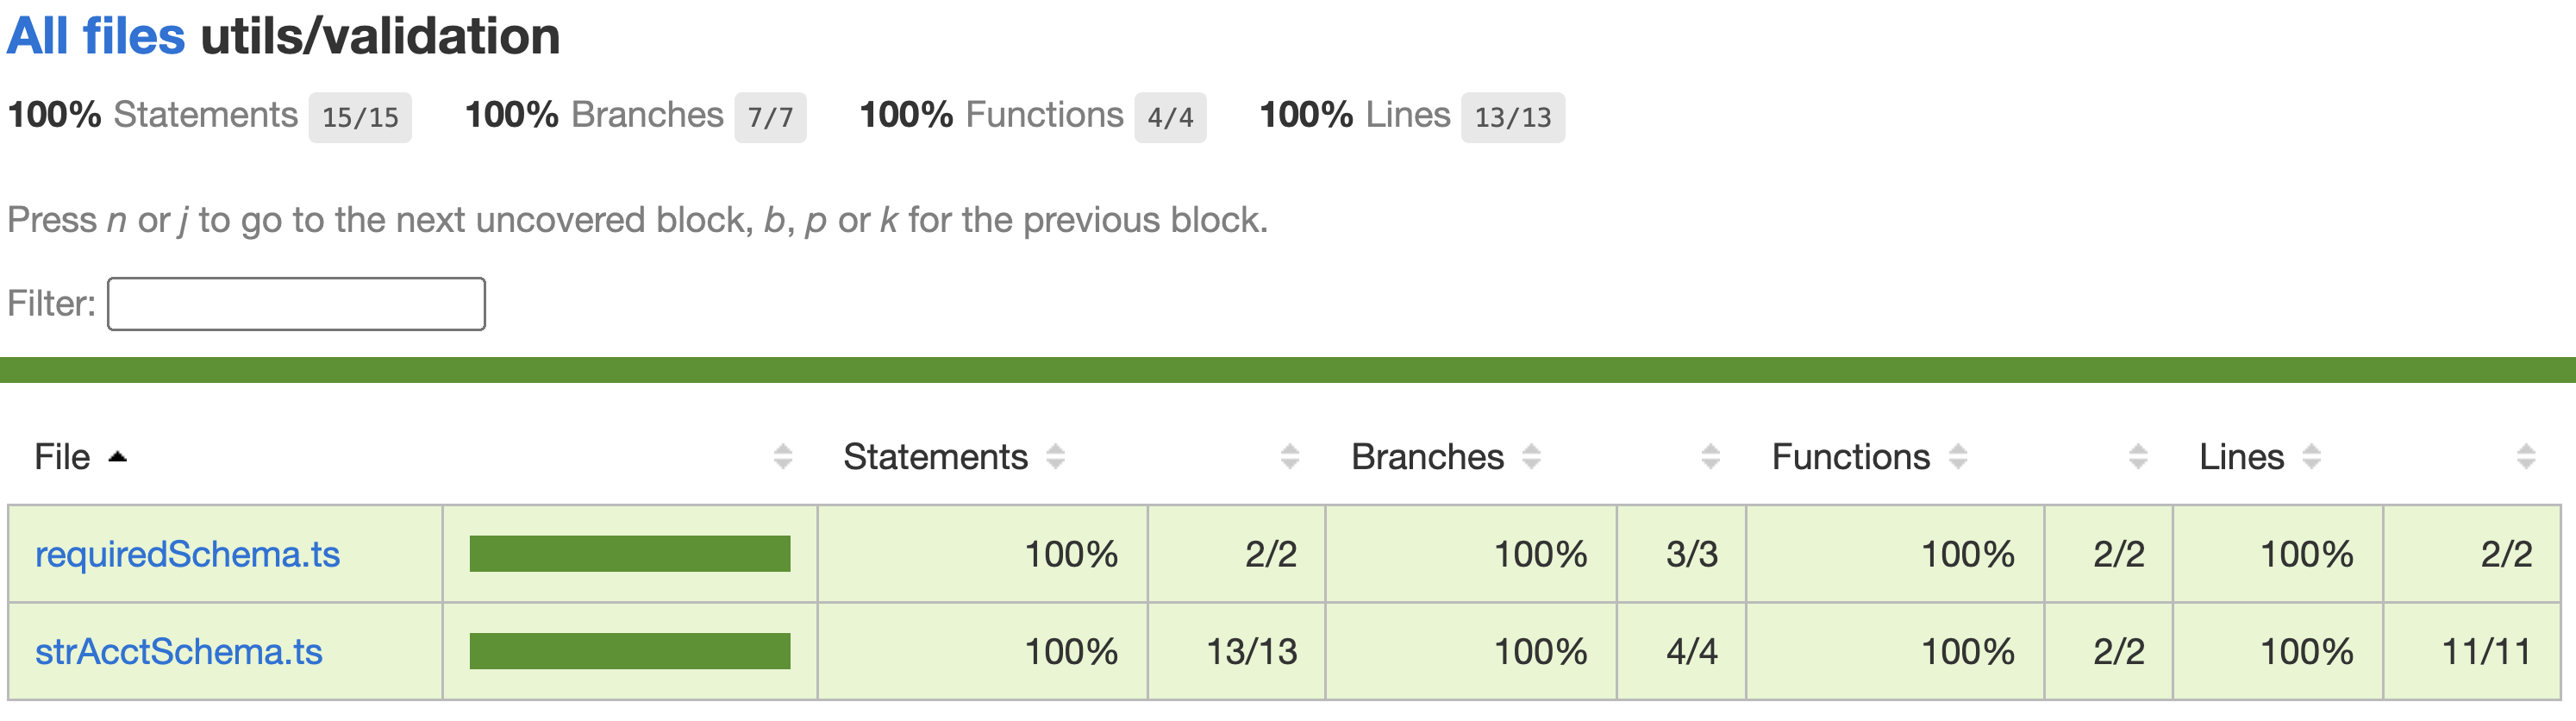 All files utils/validation
100% Statements 15/15 100% Branches 7/7 100% Functions 4/4 100% Lines 13/13
Press n or j to go to the next uncovered block, b, p or k for the previous block.
Filter:
File Statements Branches Functions Lines
requiredSchema.ts 100% 2/2 100% 3/3 100% 2/2 100% 2/2
strAcctSchema.ts 100% 13/13 100% 4/4 100% 2/2 100% 11/11